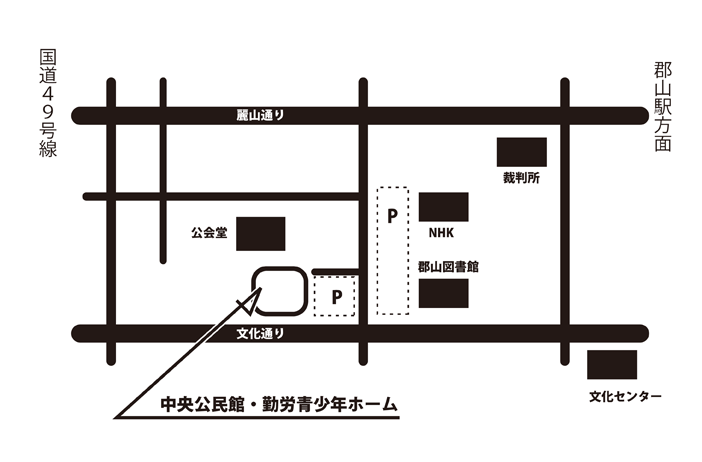 国道49号線
郡山駅方面
麗山通り
裁判所
P
NHK
公会堂
郡山図書館
P
文化通り
文化センター
中央公民館・勤労青少年ホーム